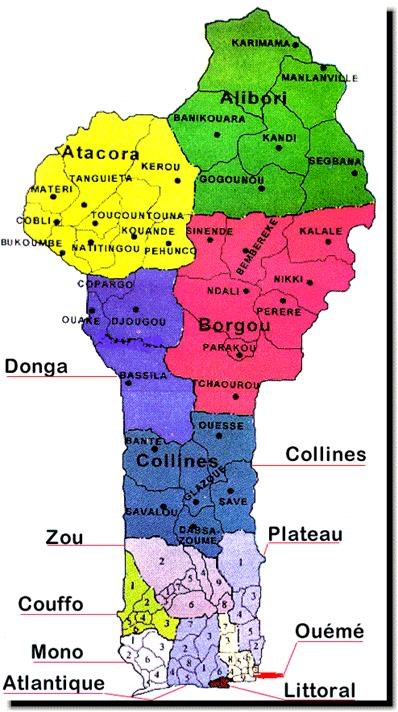 KARIMAMA
MANLANVILLE
Alibori
BANIKOUARA
KANDI
SEGBANA
GOGOUNOU
Atacora
KEROU
TANGUIETA
MATERI
COBLI
TOUCOUNTOUNA
KOUANDE
BUKOUMBE
NATITINGOU
PEHUNCO
SINENDE
BEMBEREKE
KALALE
NIKKI
NDALI
PERERE
Borgou
PARAKOU
TCHAOUROU
COPARGO
OUAKE
DJOUGOU
Donga
BASSILA
OUESSE
BANTE
Collines
Collines
GLAZOUE
SAVE
SAVALOU
DASSA-
ZOUME
Zou
Plateau
Couffo
Mono
Ouémé
Atlantique
Littoral